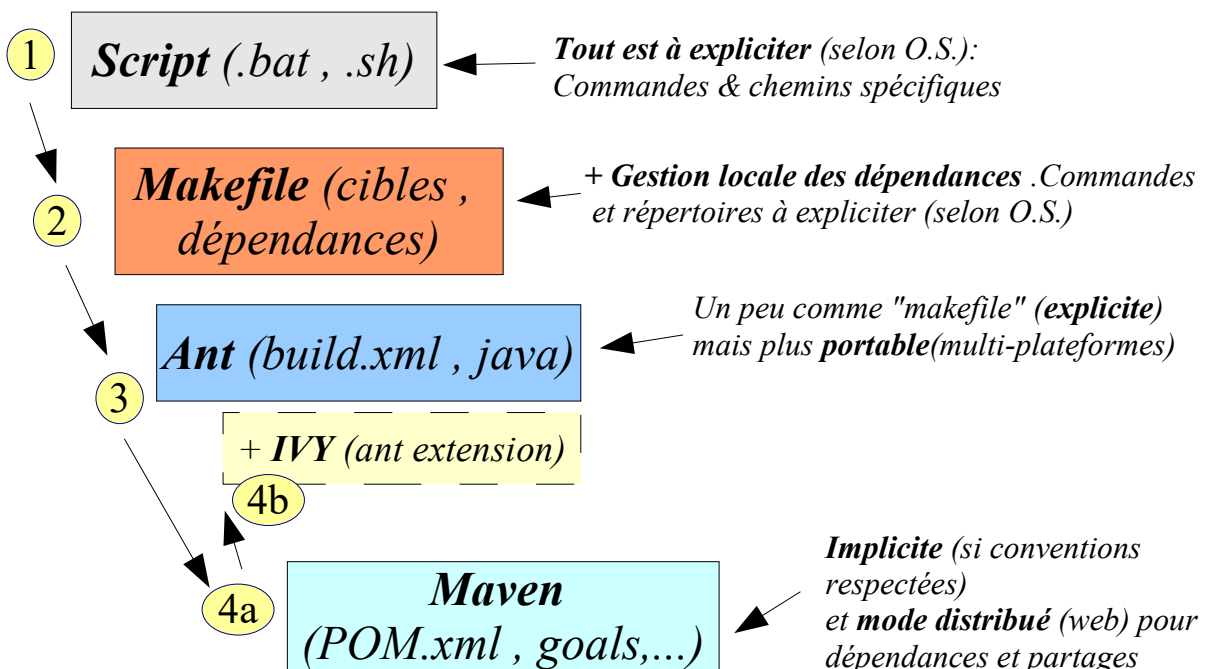 1
Script (.bat , .sh)
Tout est à expliciter (selon O.S.):
Commandes & chemins spécifiques
2
Makefile (cibles ,
dépendances)
+ Gestion locale des dépendances .Commandes
et répertoires à expliciter (selon O.S.)
3
Ant (build.xml , java)
Un peu comme "makefile" (explicite)
mais plus portable(multi-plateformes)
+ IVY (ant extension)
4b
4a
Maven
(POM.xml , goals,...)
Implicite (si conventions
respectées)
et mode distribué (web) pour
dépendances et partages